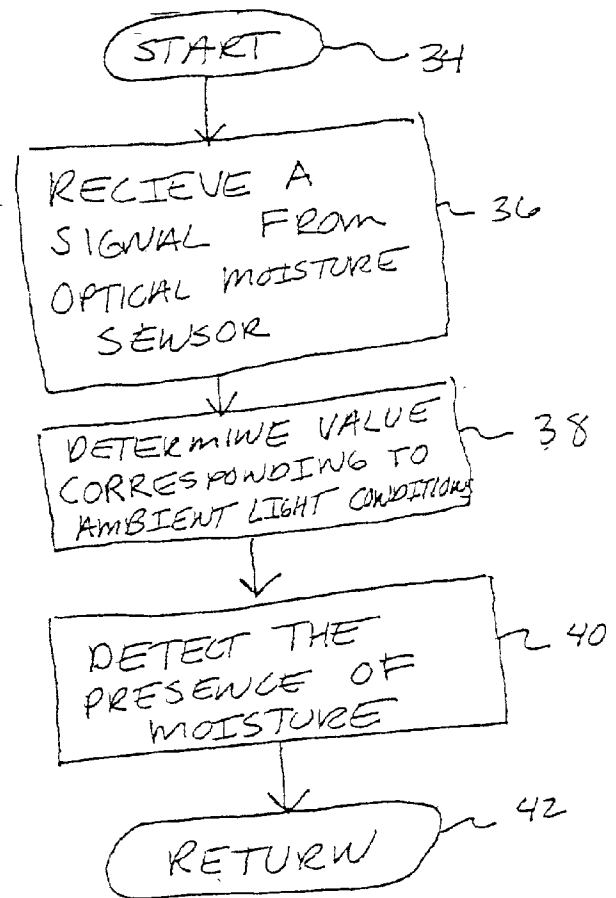 START
34
RECIEVE A
SIGNAL FROM
OPTICAL MOISTURE
SENSOR
36
DETERMINE VALUE
CORRESPONDING TO
AMBIENT LIGHT CONDITIONS
38
DETECT THE
PRESENCE OF
MOISTURE
40
RETURN
42